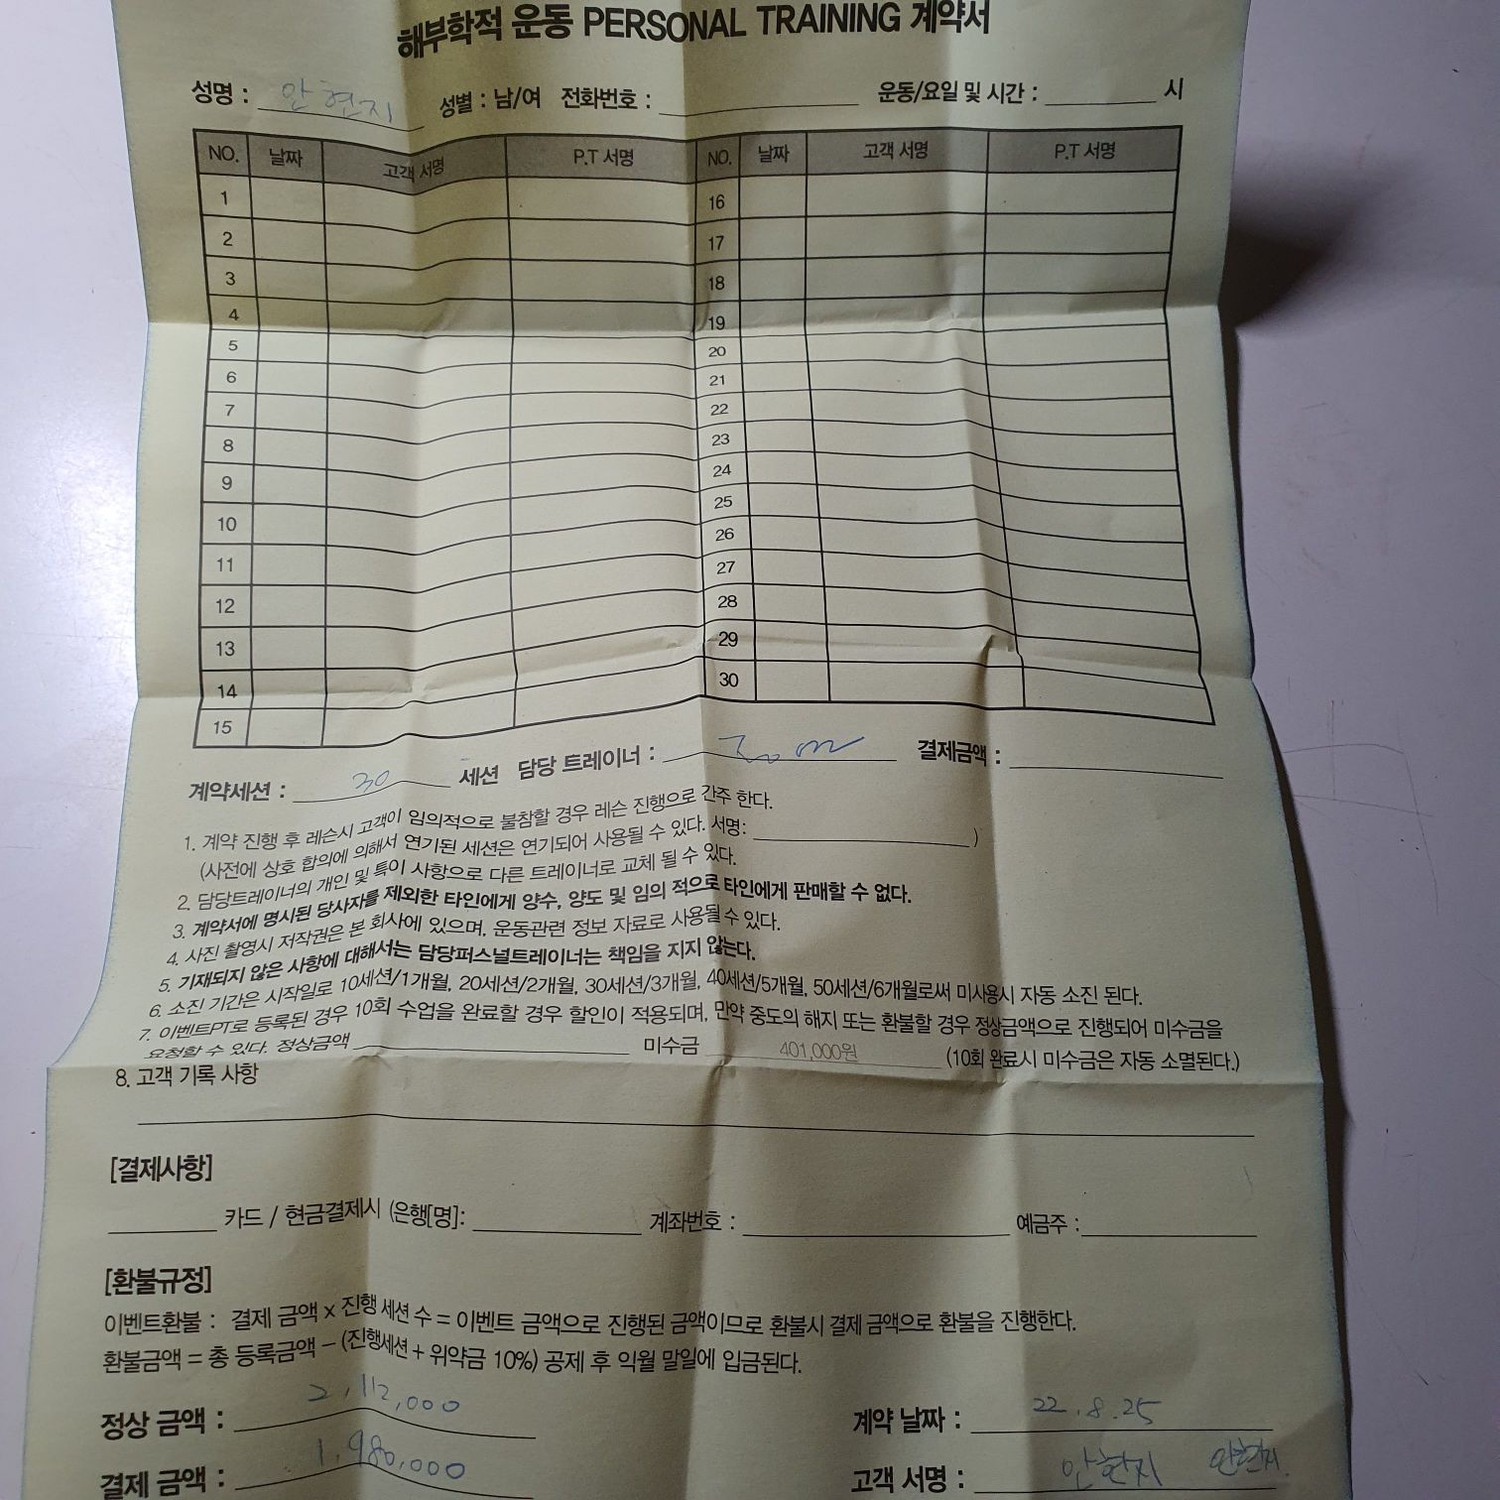 해부학적 운동 PERSONAL TRAINING 계약서
성명 : 안현지 성별 : 남/여 전화번호 : 운동/요일 및 시간 : 시
NO. 날짜 고객 서명 P.T 서명 NO. 날짜 고객 서명 P.T 서명
1 16
2 17
3 18
4 19
5 20
6 21
7 22
8 23
9 24
10 25
11 26
12 27
13 28
14 29
15 30
계약세션 : 30 세션 담당 트레이너 : 결제금액 :
1. 계약 진행 후 레슨시 고객이 임의적으로 불참할 경우 레슨 진행으로 간주 한다.
(사전에 상호 합의에 의해서 연기된 세션은 연기되어 사용될 수 있다. 서명: )
2. 담당트레이너의 개인 및 특이 사항으로 다른 트레이너로 교체 될 수 있다.
3. 계약서에 명시된 당사자를 제외한 타인에게 양수, 양도 및 임의 적으로 타인에게 판매할 수 없다.
4. 사진 촬영시 저작권은 본 회사에 있으며, 운동관련 정보 자료로 사용될 수 있다.
5. 기재되지 않은 사항에 대해서는 담당퍼스널트레이너는 책임을 지지 않는다.
6. 소진 기간은 시작일로 10세션/1개월, 20세션/2개월, 30세션/3개월, 40세션/5개월, 50세션/6개월로써 미사용시 자동 소진 된다.
7. 이벤트PT로 등록된 경우 10회 수업을 완료할 경우 할인이 적용되며, 만약 중도의 해지 또는 환불할 경우 정상금액으로 진행되어 미수금을
요청할 수 있다. 정상금액 미수금 401,000원 (10회 완료시 미수금은 자동 소멸된다.)
8. 고객 기록 사항
[결제사항]
카드 / 현금결제시 (은행[명]: 계좌번호 : 예금주 :
[환불규정]
이벤트환불 : 결제 금액 x 진행 세션 수 = 이벤트 금액으로 진행된 금액이므로 환불시 결제 금액으로 환불을 진행한다.
환불금액 = 총 등록금액 - (진행세션 + 위약금 10%) 공제 후 익월 말일에 입금된다.
정상 금액 : 2,112,000 계약 날짜 : 22.8.25
결제 금액 : 1,980,000 고객 서명 : 안현지 안현지